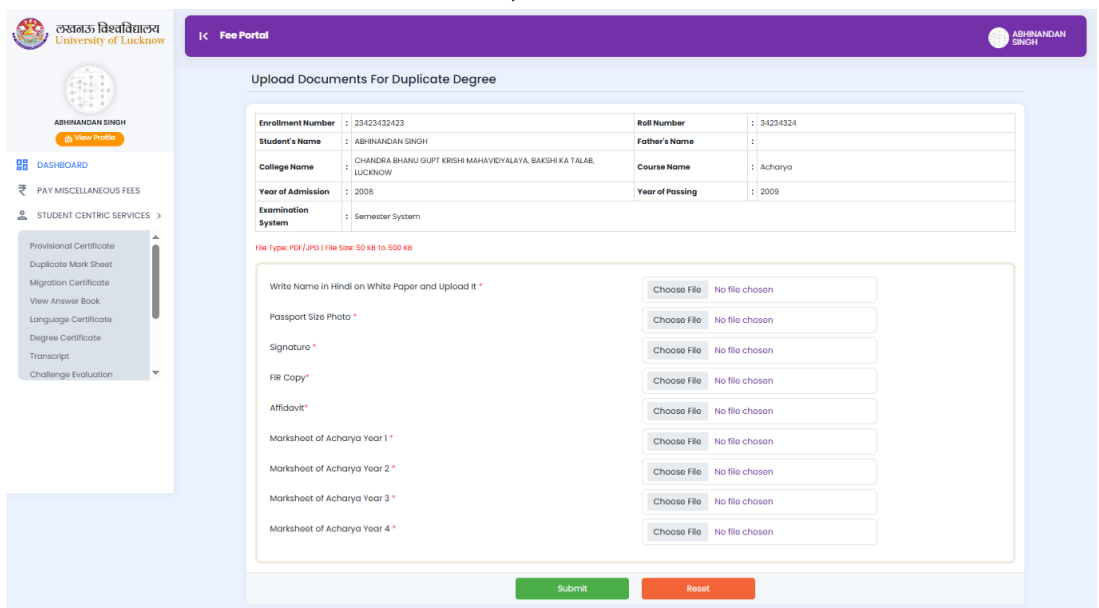 लखनऊ विश्वविद्यालय
University of Lucknow
Fee Portal
ABHINANDAN
SINGH
ABHINANDAN SINGH
View Profile
DASHBOARD
₹ PAY MISCELLANEOUS FEES
STUDENT CENTRIC SERVICES >
Provisional Certificate
Duplicate Mark Sheet
Migration Certificate
View Answer Book
Language Certificate
Degree Certificate
Transcript
Challenge Evaluation
Upload Documents For Duplicate Degree
Enrollment Number : 23423432423 Roll Number : 34234324
Student's Name : ABHINANDAN SINGH Father's Name :
College Name : CHANDRA BHANU GUPT KRISHI MAHAVIDYALAYA, BAKSHI KA TALAB,
LUCKNOW Course Name : Acharya
Year of Admission : 2008 Year of Passing : 2009
Examination
System : Semester System
File Type: PDF/JPG | File Size: 50 KB To 500 KB
Write Name in Hindi on White Paper and Upload It * Choose File No file chosen
Passport Size Photo * Choose File No file chosen
Signature * Choose File No file chosen
FIR Copy* Choose File No file chosen
Affidavit* Choose File No file chosen
Marksheet of Acharya Year 1 * Choose File No file chosen
Marksheet of Acharya Year 2 * Choose File No file chosen
Marksheet of Acharya Year 3 * Choose File No file chosen
Marksheet of Acharya Year 4 * Choose File No file chosen
Submit Reset